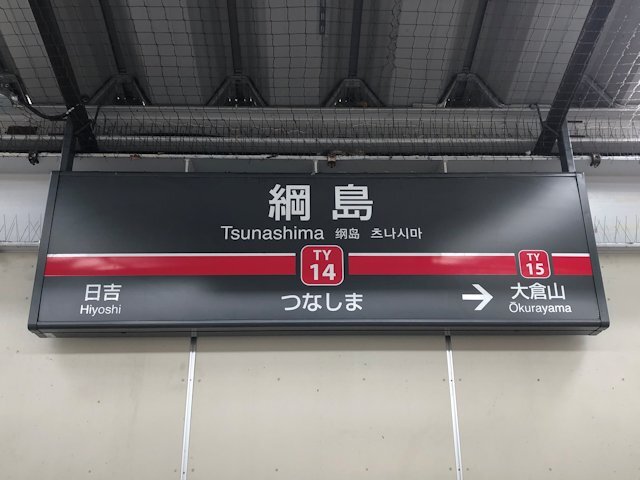 綱島
Tsunashima 纲岛 츠나시마
TY
14
TY
15
日吉
Hiyoshi
つなしま
→
大倉山
Ōkurayama